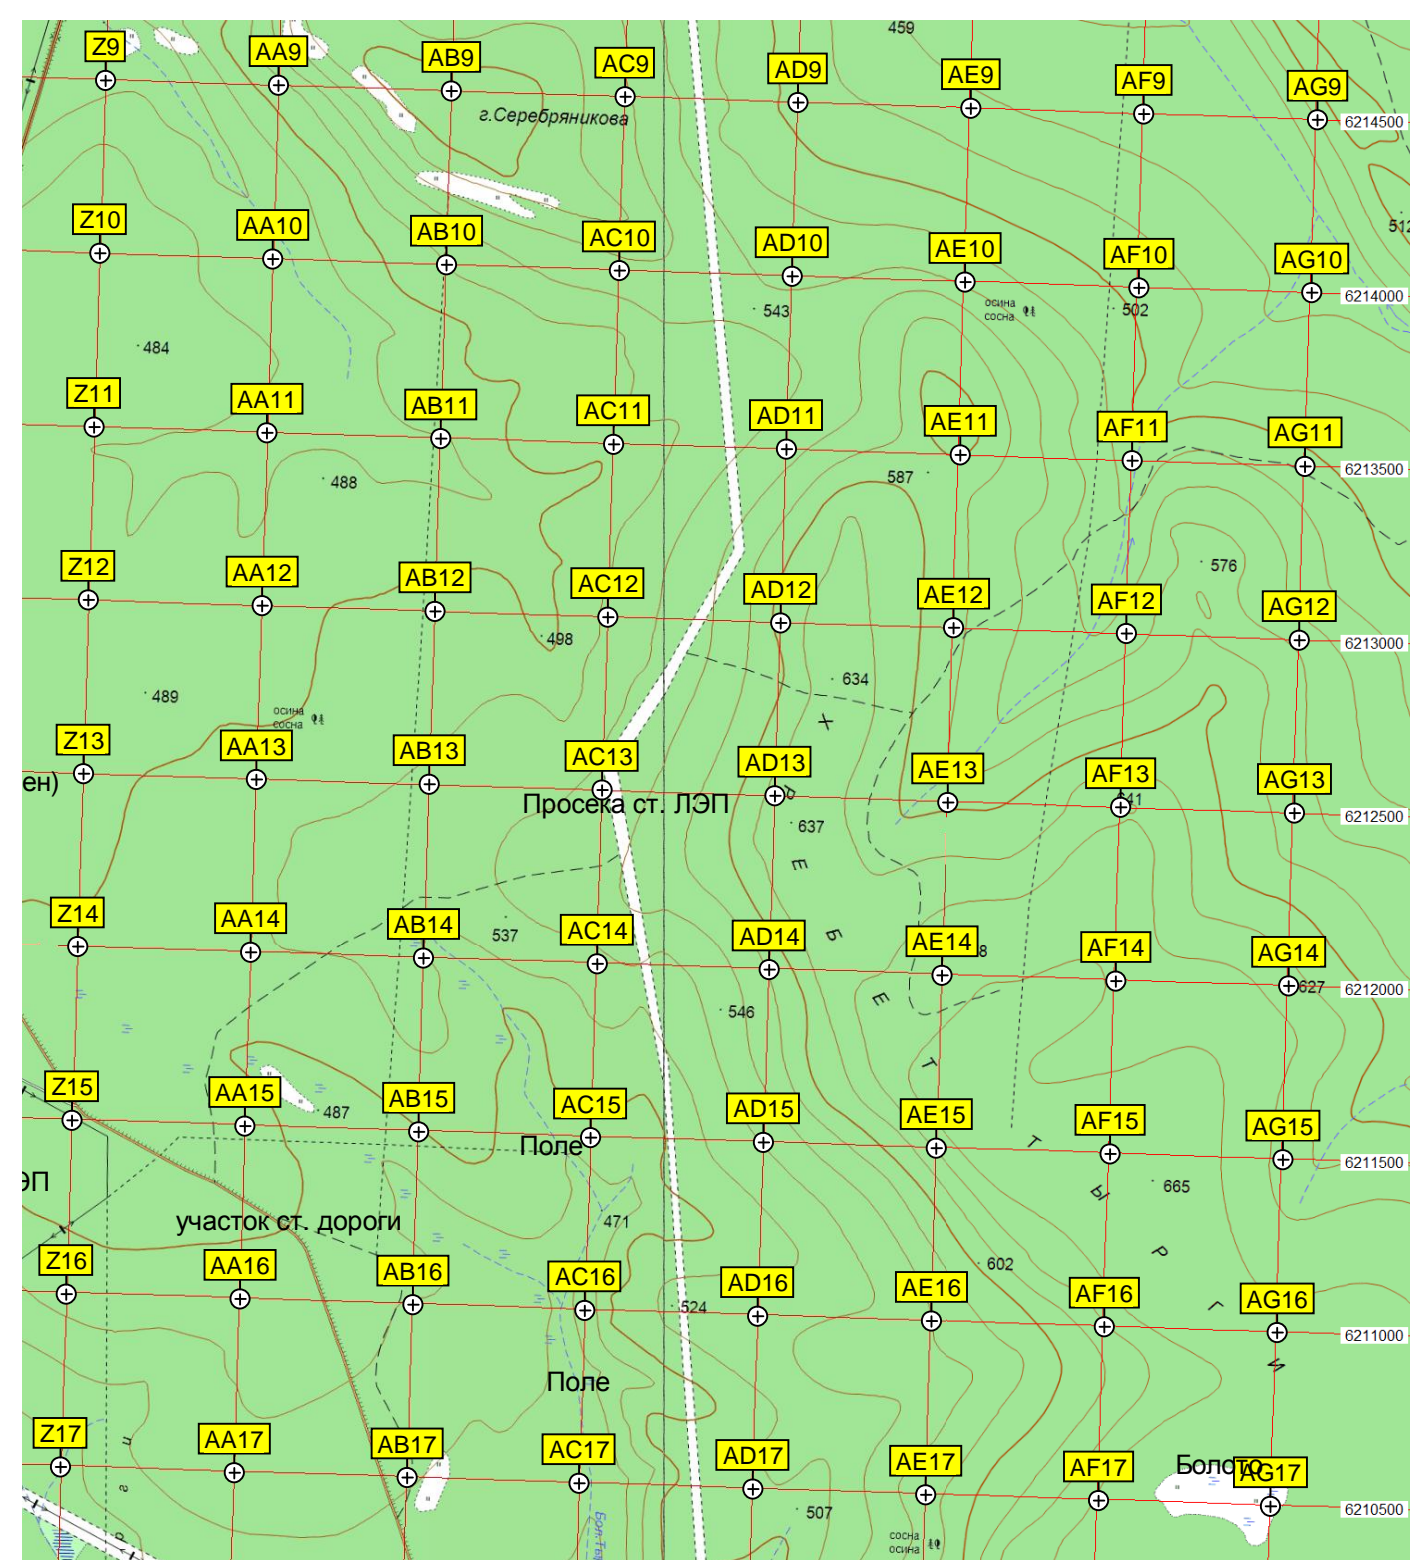 459
Z9 AA9 AB9 AC9 AD9 AE9 AF9 AG9
г.Серебряникова
6214500
512
Z10 AA10 AB10 AC10 AD10 AE10 AF10 AG10
6214000
осина
сосна
543
502
484
Z11 AA11 AB11 AC11 AD11 AE11 AF11 AG11
6213500
488
587
576
Z12 AA12 AB12 AC12 AD12 AE12 AF12 AG12
6213000
498
634
489
осина
сосна
Z13 AA13 AB13 AC13 AD13 AE13 AF13 AG13
ен)
Просека ст. ЛЭП
641
6212500
637
ХРЕБЕТ ТЫРГИ
Z14 AA14 AB14 AC14 AD14 AE14 AF14 AG14
537
8
627
6212000
546
Z15 AA15 AB15 AC15 AD15 AE15 AF15 AG15
487
Поле
6211500
ЭП
665
участок ст. дороги
471
602
Z16 AA16 AB16 AC16 AD16 AE16 AF16 AG16
524
6211000
Поле
Z17 AA17 AB17 AC17 AD17 AE17 AF17 AG17
Болото
6210500
507
сосна
осина